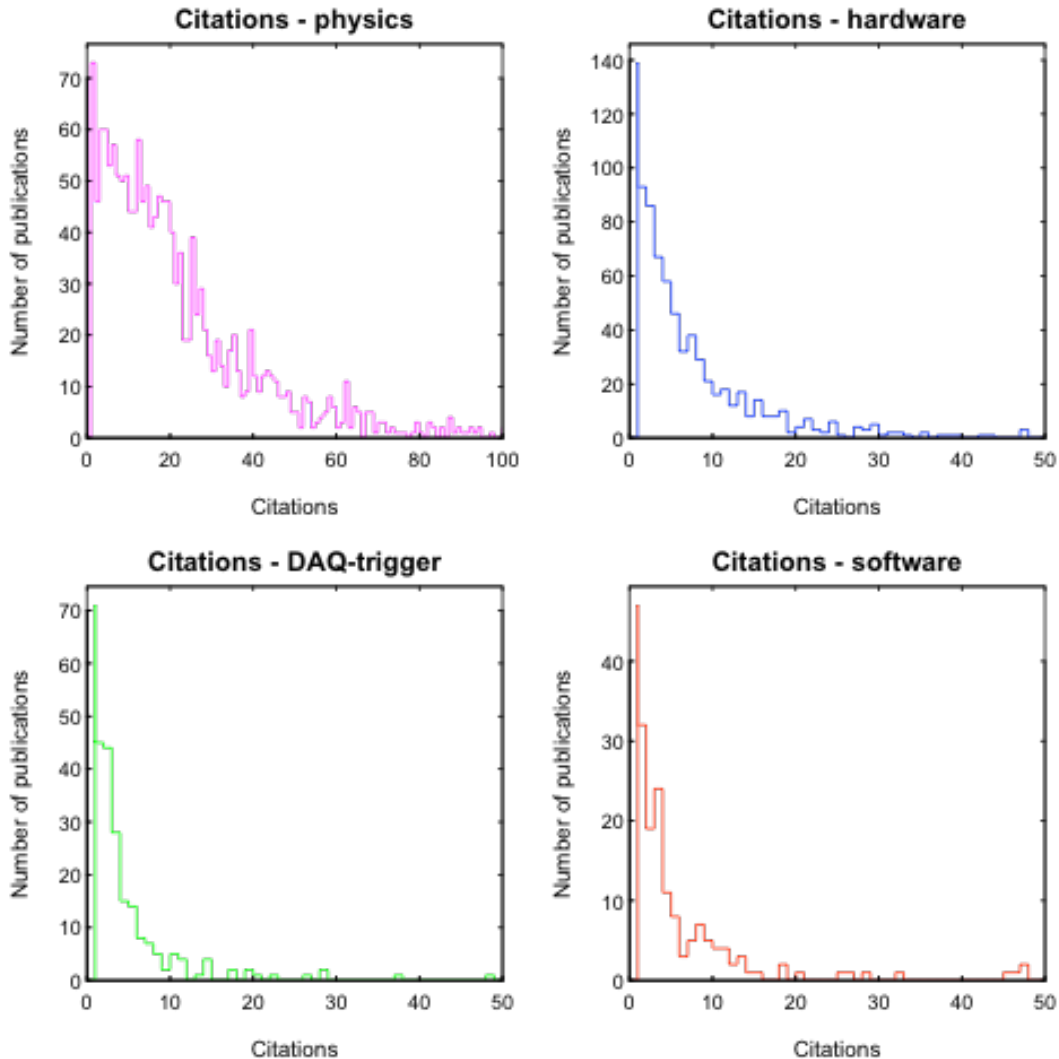 Citations - physics
Number of publications
70
60
50
40
30
20
10
0
0 20 40 60 80 100
Citations
Citations - hardware
Number of publications
140
120
100
80
60
40
20
0
0 10 20 30 40 50
Citations
Citations - DAQ-trigger
Number of publications
70
60
50
40
30
20
10
0
0 10 20 30 40 50
Citations
Citations - software
Number of publications
40
30
20
10
0
0 10 20 30 40 50
Citations